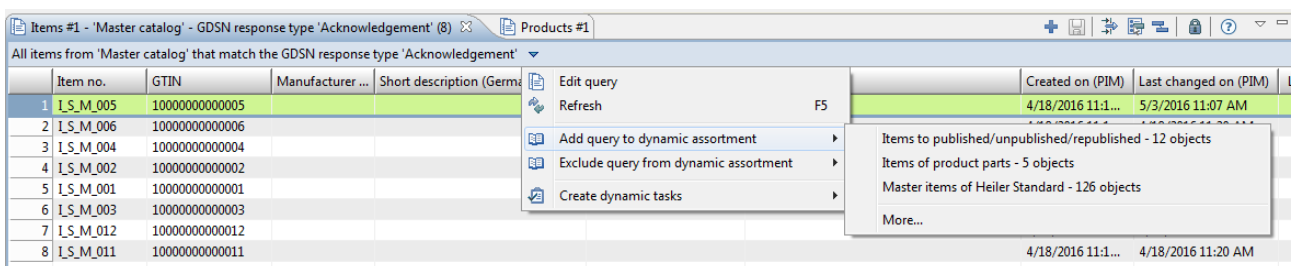 Items #1 - 'Master catalog' - GDSN response type 'Acknowledgement' (8) Products #1
All items from 'Master catalog' that match the GDSN response type 'Acknowledgement'
Item no. GTIN Manufacturer ... Short description (Germa Created on (PIM) Last changed on (PIM)
Edit query
Refresh F5
Add query to dynamic assortment
Exclude query from dynamic assortment
Create dynamic tasks
Items to published/unpublished/republished - 12 objects
Items of product parts - 5 objects
Master items of Heiler Standard - 126 objects
More...
1 I_S_M_005 10000000000005 4/18/2016 11:1... 5/3/2016 11:07 AM
2 I_S_M_006 10000000000006
3 I_S_M_004 10000000000004
4 I_S_M_002 10000000000002
5 I_S_M_001 10000000000001
6 I_S_M_003 10000000000003
7 I_S_M_012 10000000000012
8 I_S_M_011 10000000000011 4/18/2016 11:1... 4/18/2016 11:20 AM